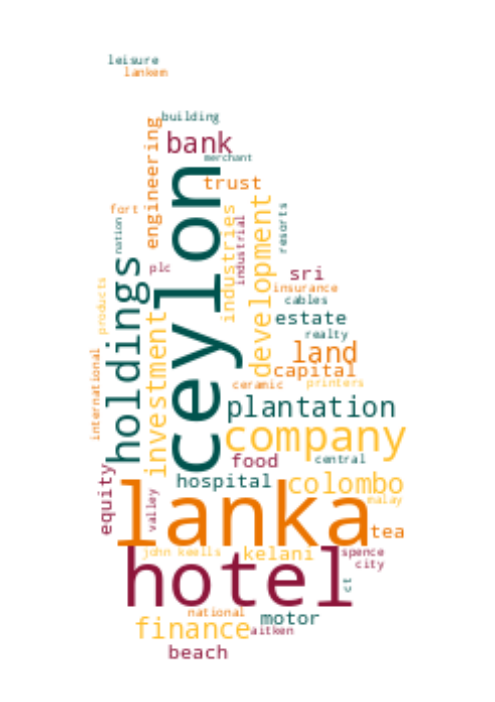 leisure
lankem
building
engineering
bank
merchant
ceylon
trust
fort
nation
industries
industrial
development
resorts
plc
holdings
sri
products
insurance
cables
estate
investment
realty
international
land
capital
ceramic
printers
plantation
company
food
central
equity
hospital
colombo
valley
lanka
malay
tea
john keells
kelani
spence
hotel
city
ct
national
motor
finance
aitken
beach